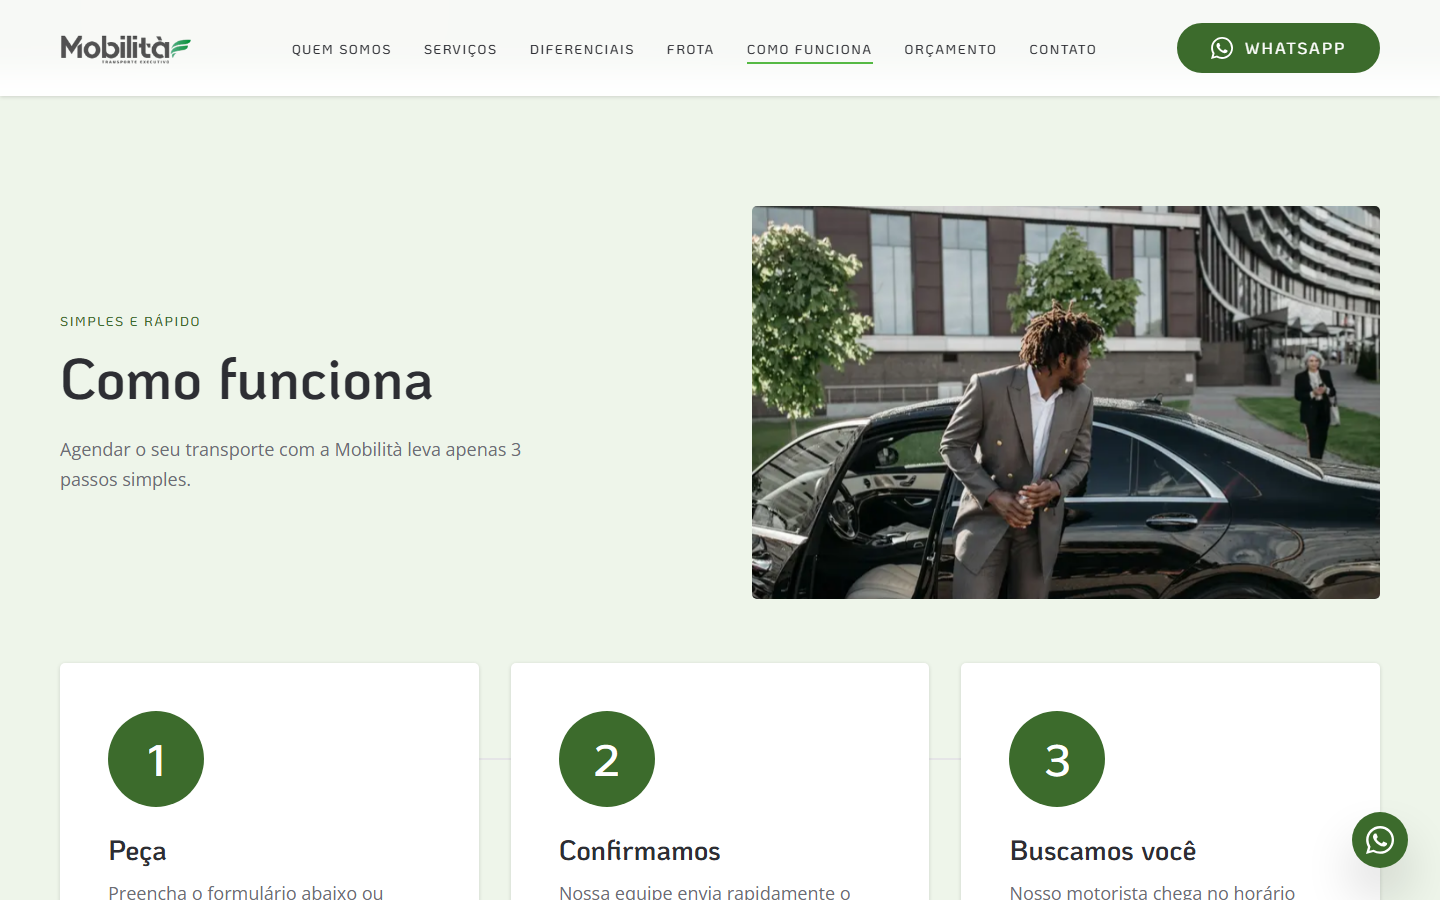 Mobilità
TRANSPORTE EXECUTIVO
QUEM SOMOS
SERVIÇOS
DIFERENCIAIS
FROTA
COMO FUNCIONA
ORÇAMENTO
CONTATO
WHATSAPP
SIMPLES E RÁPIDO
Como funciona
Agendar o seu transporte com a Mobilità leva apenas 3
passos simples.
1
Peça
Preencha o formulário abaixo ou
2
Confirmamos
Nossa equipe envia rapidamente o
3
Buscamos você
Nosso motorista chega no horário